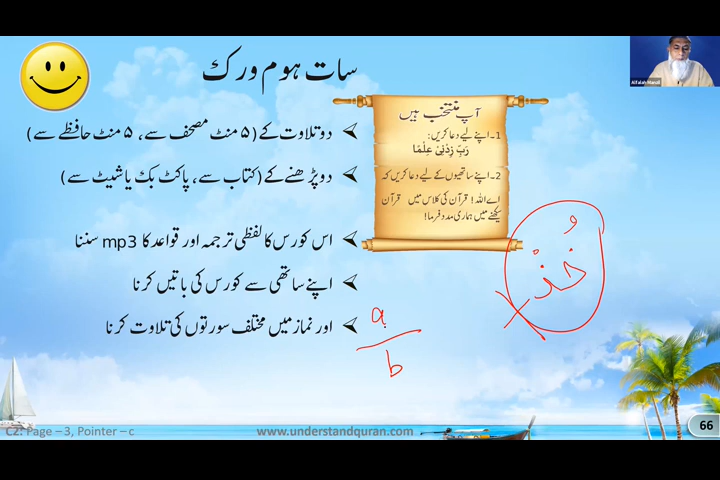 سات ہوم ورک
دو تلاوت کے (۵ منٹ مصحف سے، ۵ منٹ حافظے سے)
دو پڑھنے کے (کتاب سے، پاکٹ بک یا شیٹ سے)
اس کورس کا لفظی ترجمہ اور قواعد کا mp3 سننا
اپنے ساتھی سے کورس کی باتیں کرنا
اور نماز میں مختلف سورتوں کی تلاوت کرنا
آپ منتخب ہیں
1۔ اپنے لیے دعا کریں:
رَبِّ زِدْنِیْ عِلْمًا
2۔ اپنے ساتھیوں کے لیے دعا کریں کہ
اے اللہ! قرآن کی کلاس میں قرآن
سیکھنے میں ہماری مدد فرما!
خُذْ
a
b
Alfalah Manzil
C2: Page – 3, Pointer – c
www.understandquran.com
66